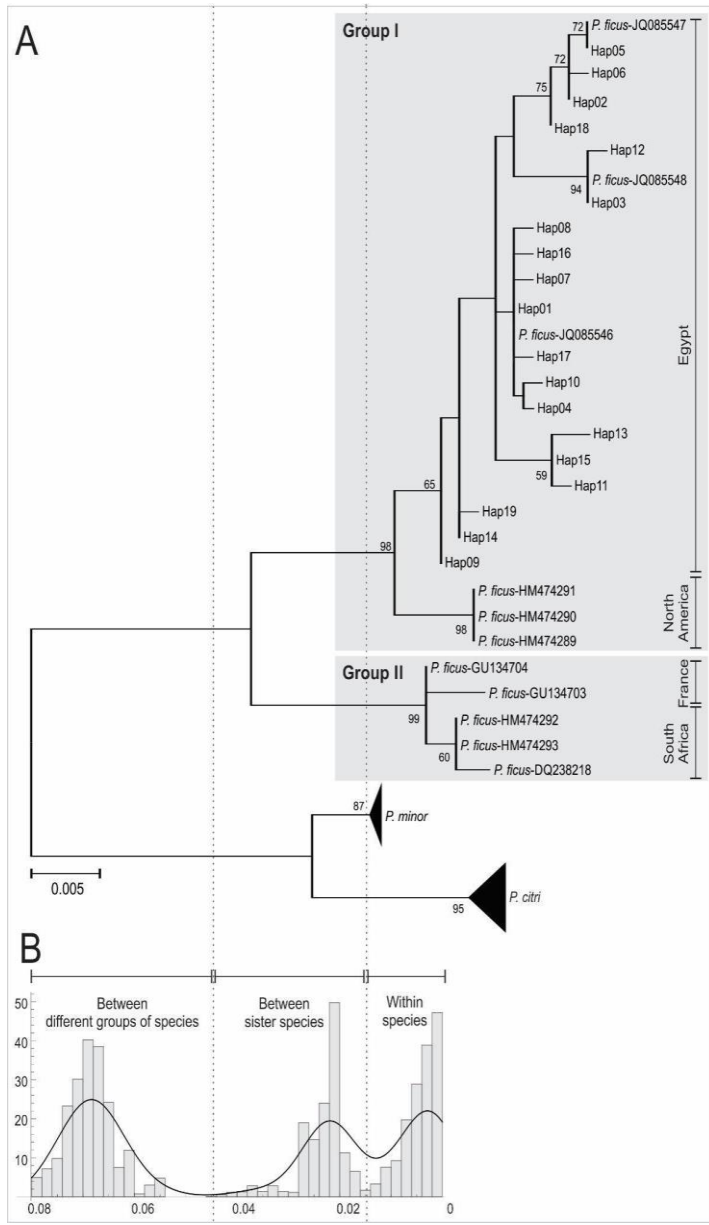 A
Group I
72
P. ficus-JQ085547
Hap05
72
Hap06
75
Hap02
Hap18
Hap12
P. ficus-JQ085548
94
Hap03
Hap08
Hap16
Hap07
Hap01
P. ficus-JQ085546
Hap17
Hap10
Hap04
Hap13
Hap15
59
Hap11
65
Hap19
Hap14
98
Hap09
Egypt
P. ficus-HM474291
P. ficus-HM474290
98
P. ficus-HM474289
North
America
Group II
P. ficus-GU134704
P. ficus-GU134703
99
France
P. ficus-HM474292
P. ficus-HM474293
60
P. ficus-DQ238218
South
Africa
87
P. minor
0.005
95
P. citri
B
Between
different groups of species
Between
sister species
Within
species
50
40
30
20
10
0.08
0.06
0.04
0.02
0